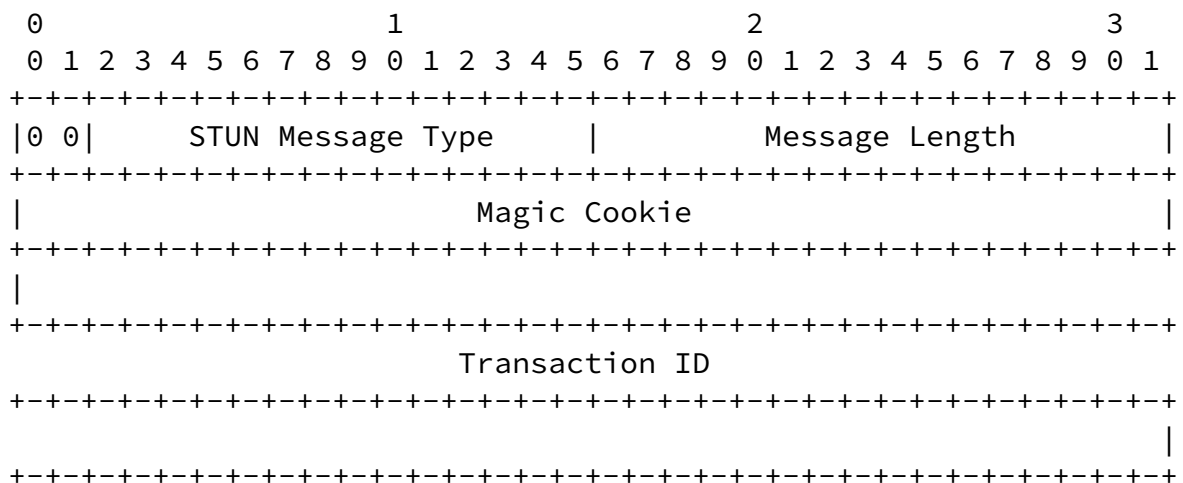 0                   1                   2                   3
 0 1 2 3 4 5 6 7 8 9 0 1 2 3 4 5 6 7 8 9 0 1 2 3 4 5 6 7 8 9 0 1
+-+-+-+-+-+-+-+-+-+-+-+-+-+-+-+-+-+-+-+-+-+-+-+-+-+-+-+-+-+-+-+-+
|0 0|     STUN Message Type     |         Message Length        |
+-+-+-+-+-+-+-+-+-+-+-+-+-+-+-+-+-+-+-+-+-+-+-+-+-+-+-+-+-+-+-+-+
|                         Magic Cookie                          |
+-+-+-+-+-+-+-+-+-+-+-+-+-+-+-+-+-+-+-+-+-+-+-+-+-+-+-+-+-+-+-+-+
|
+-+-+-+-+-+-+-+-+-+-+-+-+-+-+-+-+-+-+-+-+-+-+-+-+-+-+-+-+-+-+-+-+
                         Transaction ID
+-+-+-+-+-+-+-+-+-+-+-+-+-+-+-+-+-+-+-+-+-+-+-+-+-+-+-+-+-+-+-+-+
                                                                |
+-+-+-+-+-+-+-+-+-+-+-+-+-+-+-+-+-+-+-+-+-+-+-+-+-+-+-+-+-+-+-+-+